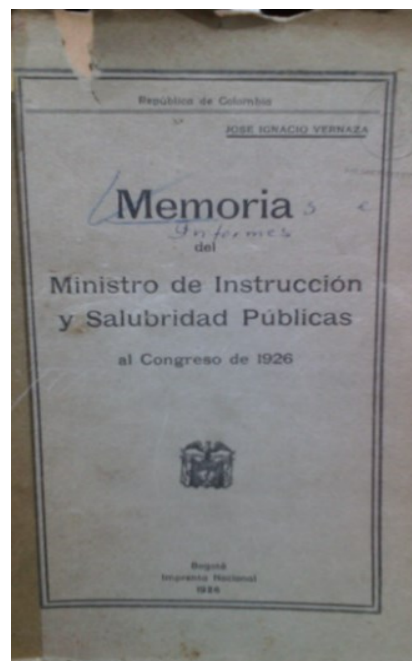 República de Colombia
JOSE IGNACIO VERNAZA
Memoria s e
Informes
del
Ministro de Instrucción
y Salubridad Públicas
al Congreso de 1926
Bogotá
Imprenta Nacional
1926